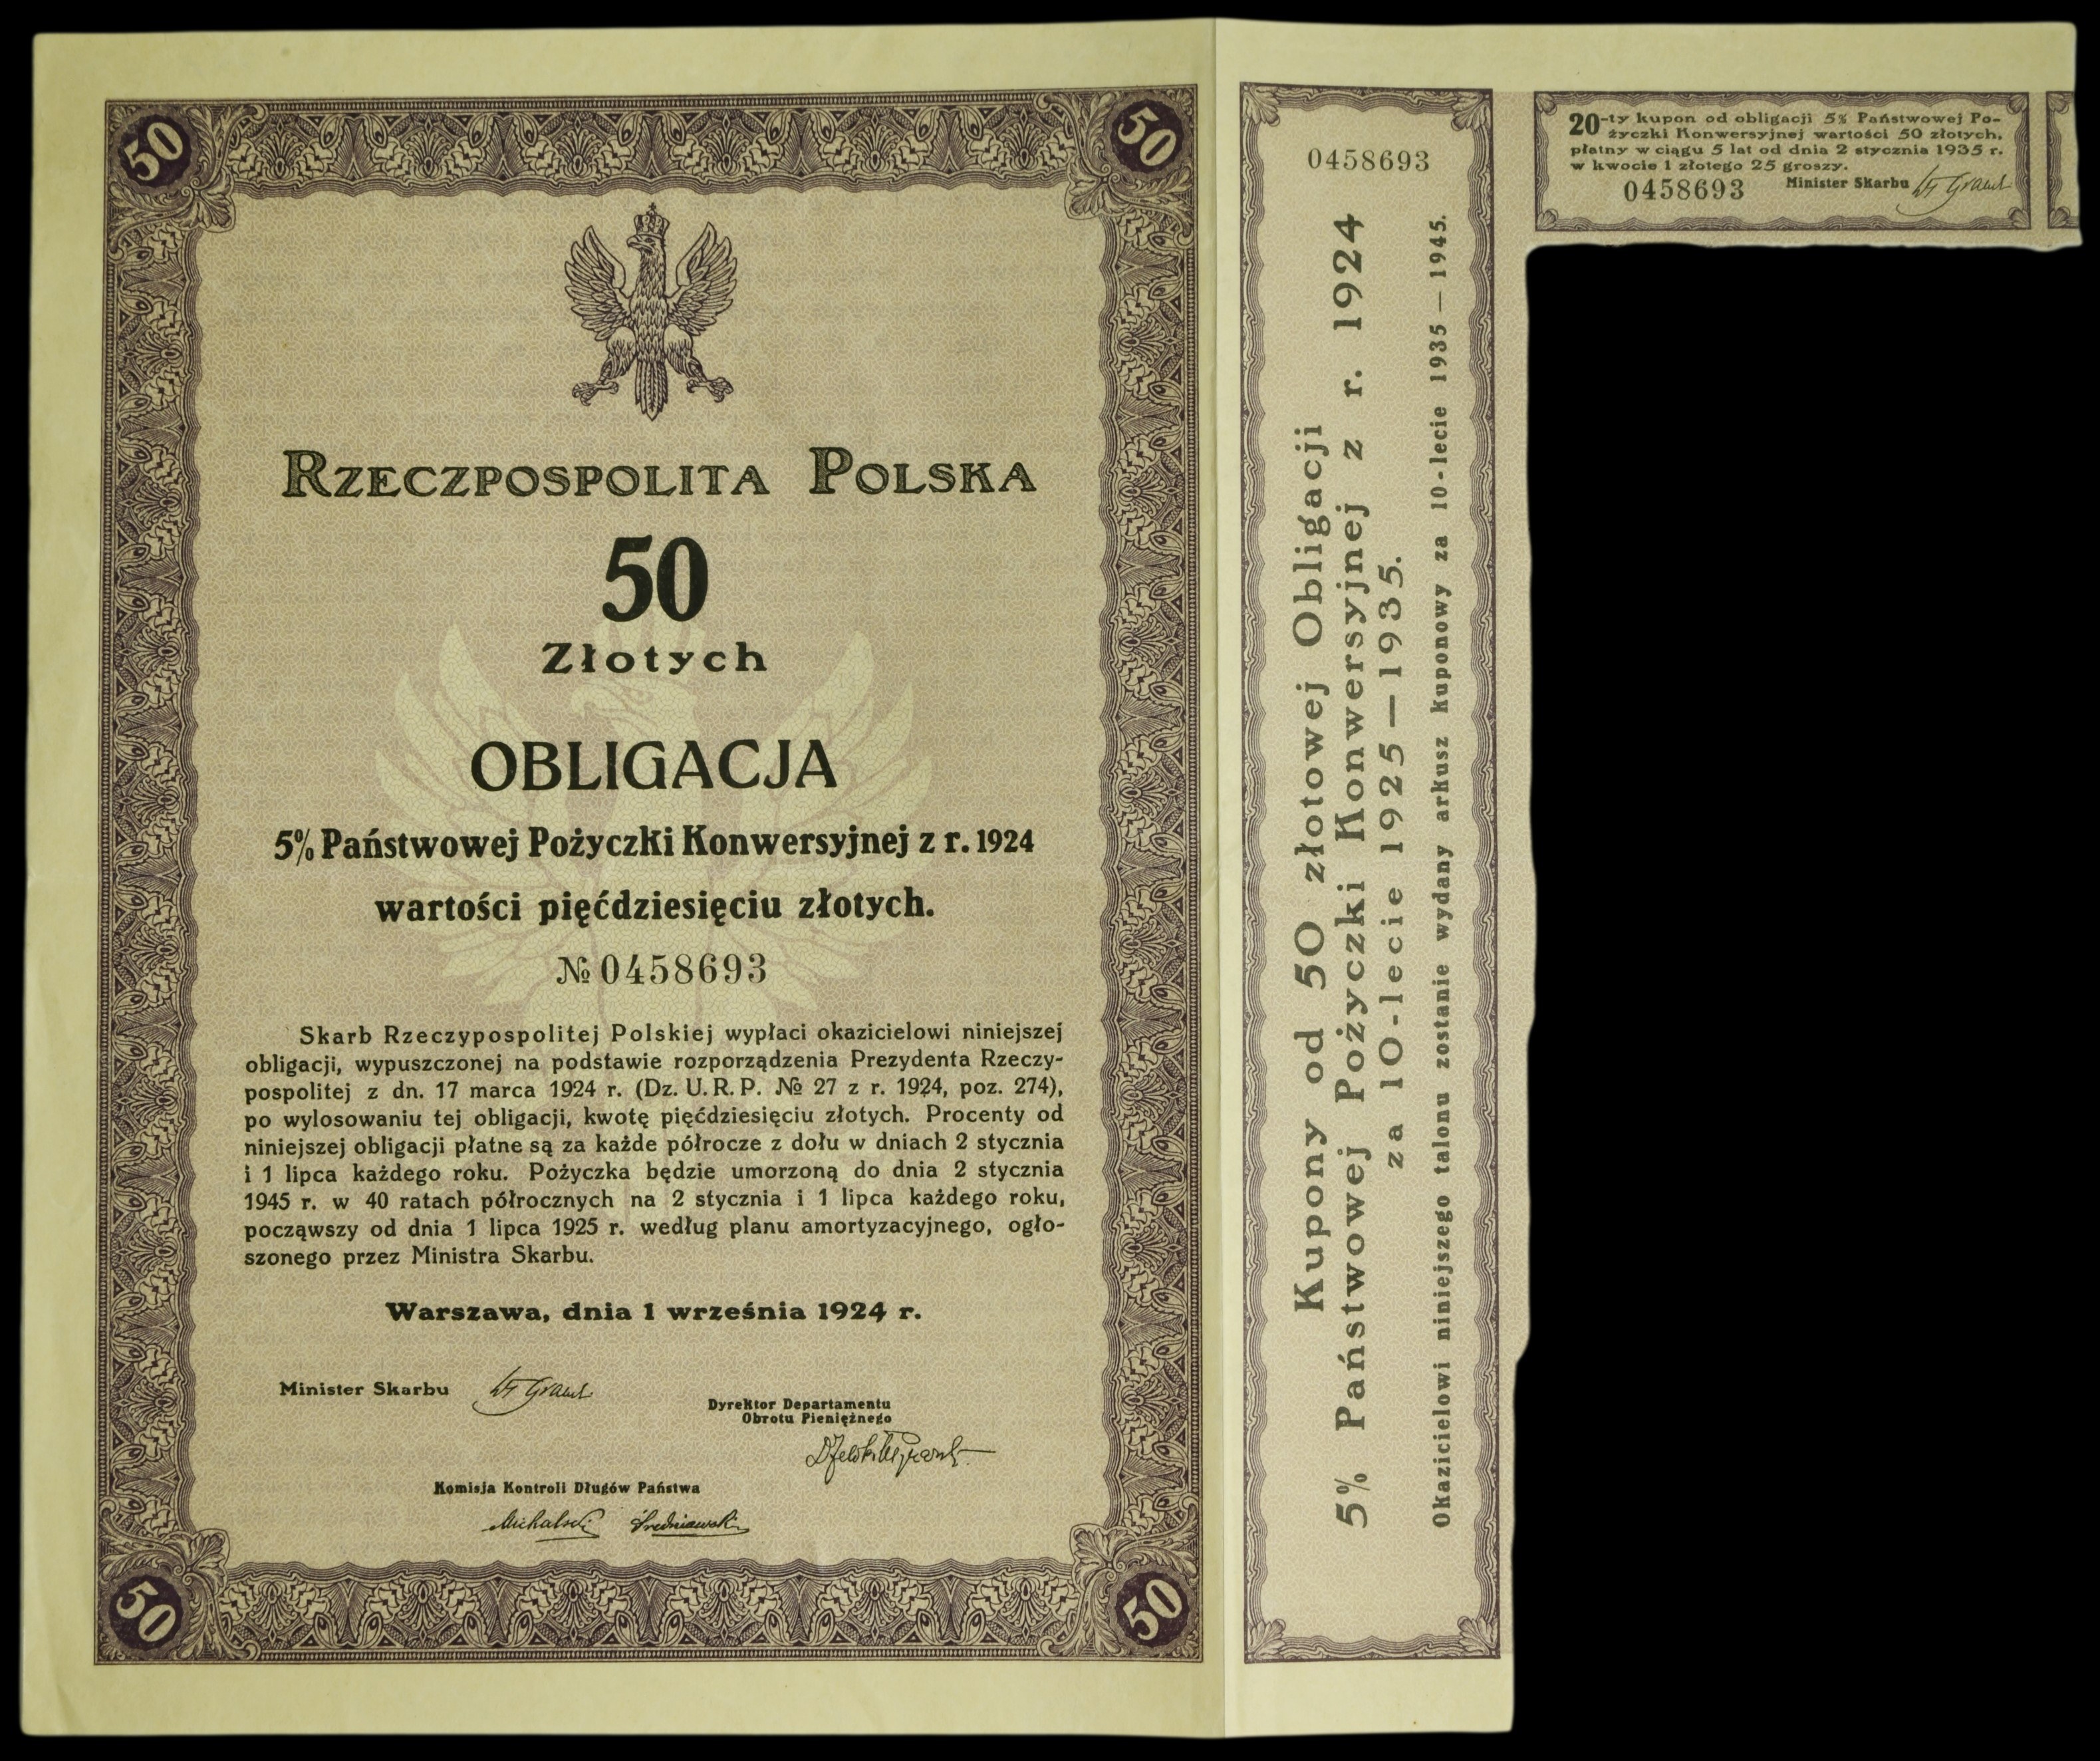 50
50
RZECZPOSPOLITA POLSKA
50
Złotych
OBLIGACJA
5% Państwowej Pożyczki Konwersyjnej z r. 1924
wartości pięćdziesięciu złotych.
№ 0458693
Skarb Rzeczypospolitej Polskiej wypłaci okazicielowi niniejszej
obligacji, wypuszczonej na podstawie rozporządzenia Prezydenta Rzeczy-
pospolitej z dn. 17 marca 1924 r. (Dz. U. R. P. № 27 z r. 1924, poz. 274),
po wylosowaniu tej obligacji, kwotę pięćdziesięciu złotych. Procenty od
niniejszej obligacji płatne są za każde półrocze z dołu w dniach 2 stycznia
i 1 lipca każdego roku. Pożyczka będzie umorzoną do dnia 2 stycznia
1945 r. w 40 ratach półrocznych na 2 stycznia i 1 lipca każdego roku,
począwszy od dnia 1 lipca 1925 r. według planu amortyzacyjnego, ogło-
szonego przez Ministra Skarbu.
Warszawa, dnia 1 września 1924 r.
Minister Skarbu
Dyrektor Departamentu
Obrotu Pieniężnego
Komisja Kontroli Długów Państwa
Michalski Średniawski
50
50
0458693
Kupony od 50 złotowej Obligacji
5% Państwowej Pożyczki Konwersyjnej z r. 1924
za 10-lecie 1925—1935.
Okazicielowi niniejszego talonu zostanie wydany arkusz kuponowy za 10-lecie 1935—1945.
20-ty kupon od obligacji 5% Państwowej Po-
życzki Konwersyjnej wartości 50 złotych,
płatny w ciągu 5 lat od dnia 2 stycznia 1935 r.
w kwocie 1 złotego 25 groszy.
0458693 Minister Skarbu